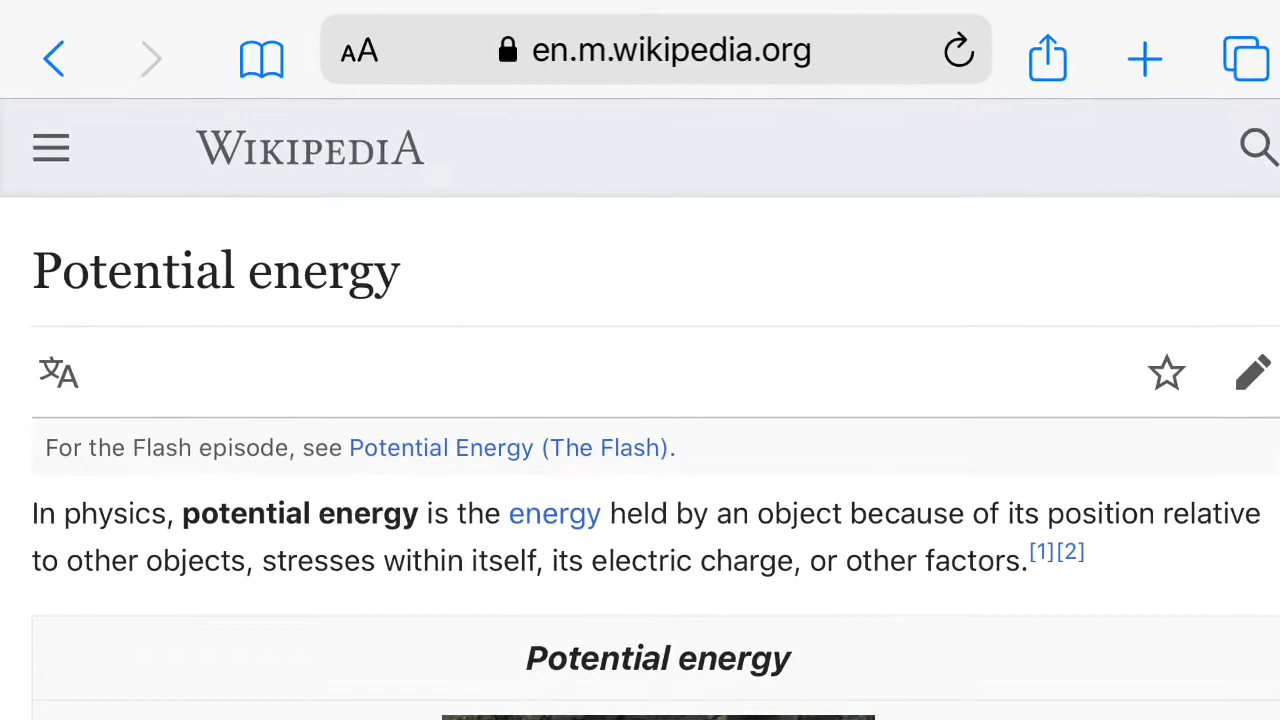 AA en.m.wikipedia.org
WIKIPEDIA
Potential energy
文A
For the Flash episode, see Potential Energy (The Flash).
In physics, potential energy is the energy held by an object because of its position relative
to other objects, stresses within itself, its electric charge, or other factors.[1][2]
Potential energy